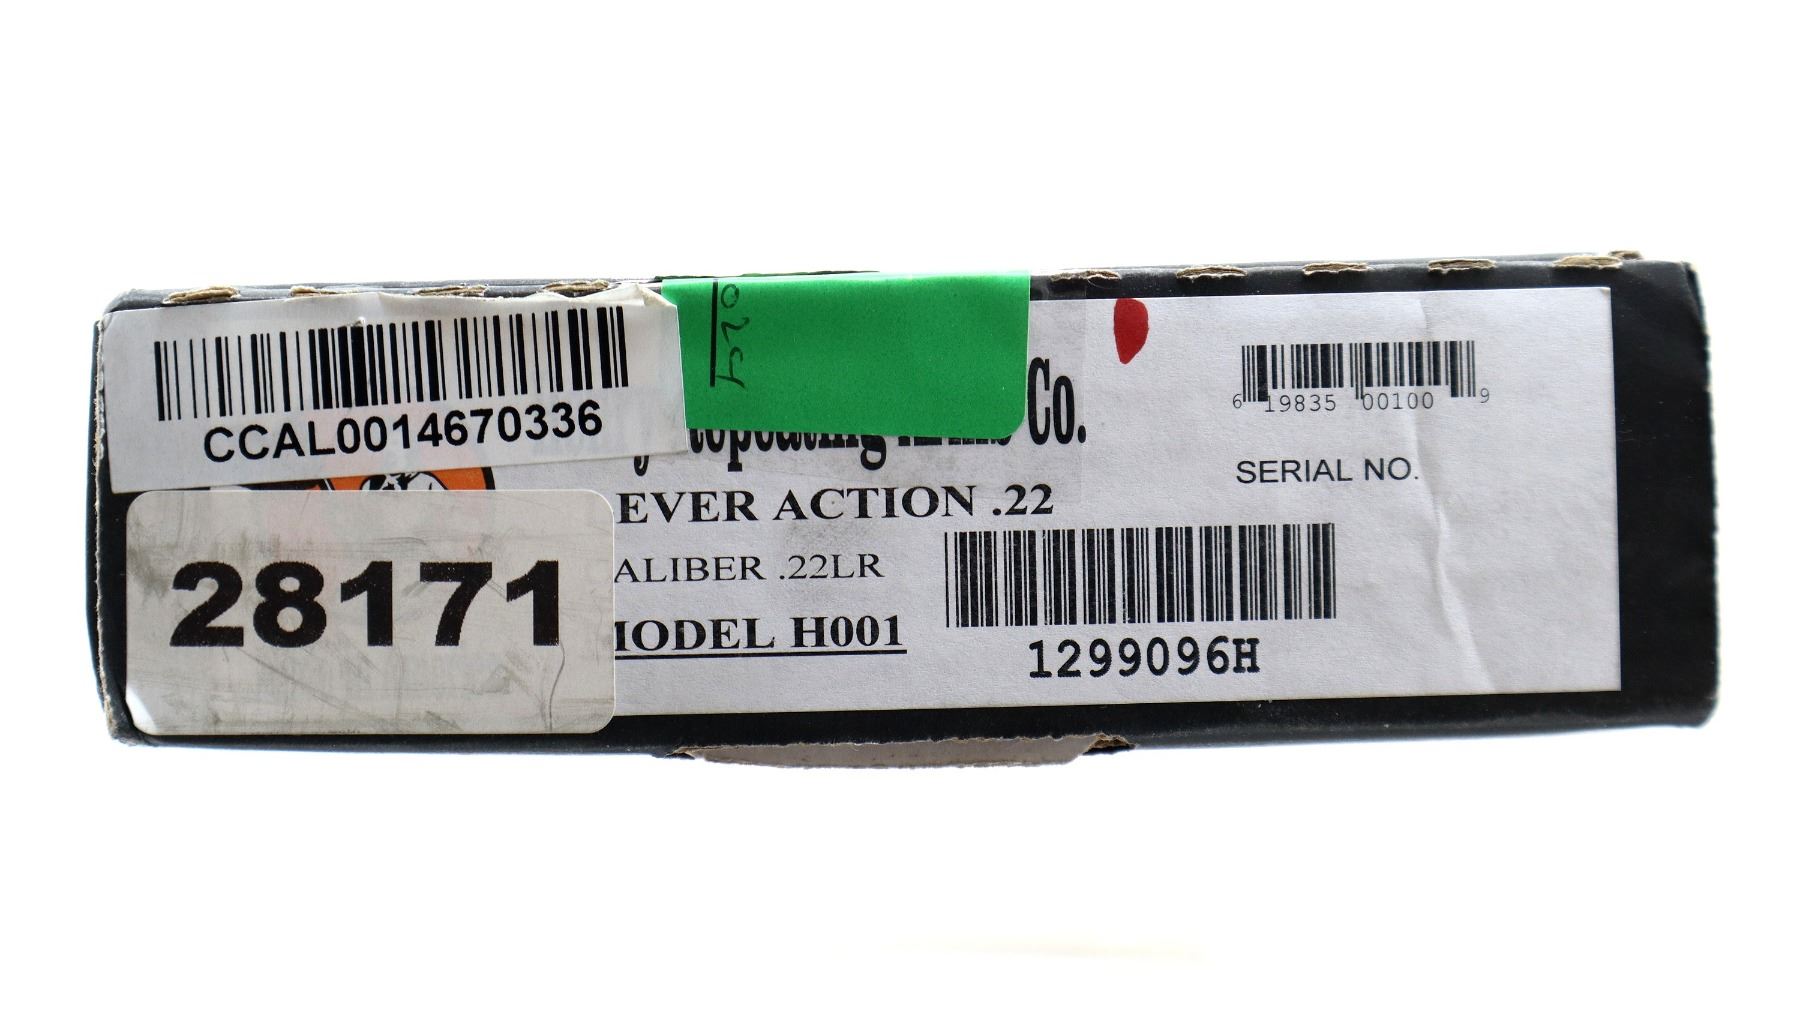 CCAL0014670336
28171
Co.
EVER ACTION .22
ALIBER .22LR
MODEL H001
6 19835 00100 9
SERIAL NO.
1299096H